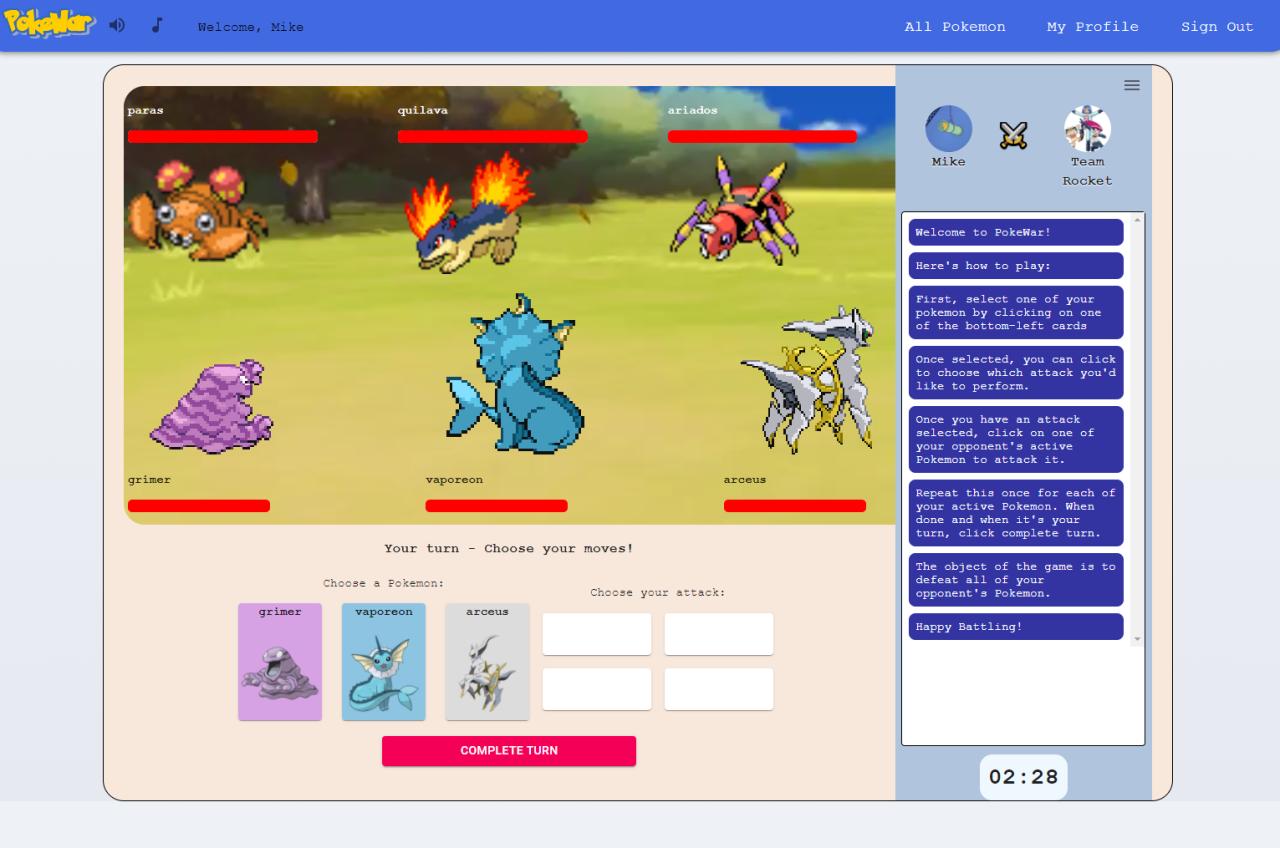 PokeWar
Welcome, Mike
All Pokemon
My Profile
Sign Out
paras
quilava
ariados
grimer
vaporeon
arceus
Your turn - Choose your moves!
Choose a Pokemon:
grimer
vaporeon
arceus
Choose your attack:
COMPLETE TURN
Mike
Team
Rocket
Welcome to PokeWar!
Here's how to play:
First, select one of your
pokemon by clicking on one
of the bottom-left cards
Once selected, you can click
to choose which attack you'd
like to perform.
Once you have an attack
selected, click on one of
your opponent's active
Pokemon to attack it.
Repeat this once for each of
your active Pokemon. When
done and when it's your
turn, click complete turn.
The object of the game is to
defeat all of your
opponent's Pokemon.
Happy Battling!
02:28